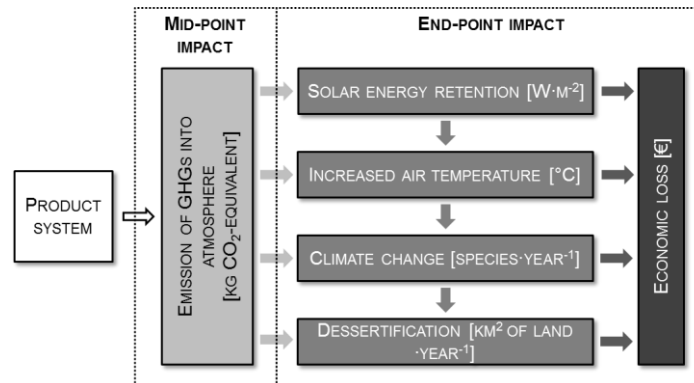 MID-POINT
IMPACT
END-POINT IMPACT
PRODUCT
SYSTEM
EMISSION OF GHGS INTO
ATMOSPHERE
[KG CO₂-EQUIVALENT]
SOLAR ENERGY RETENTION [W·M⁻²]
INCREASED AIR TEMPERATURE [°C]
CLIMATE CHANGE [SPECIES·YEAR⁻¹]
DESSERTIFICATION [KM² OF LAND
·YEAR⁻¹]
ECONOMIC LOSS [€]